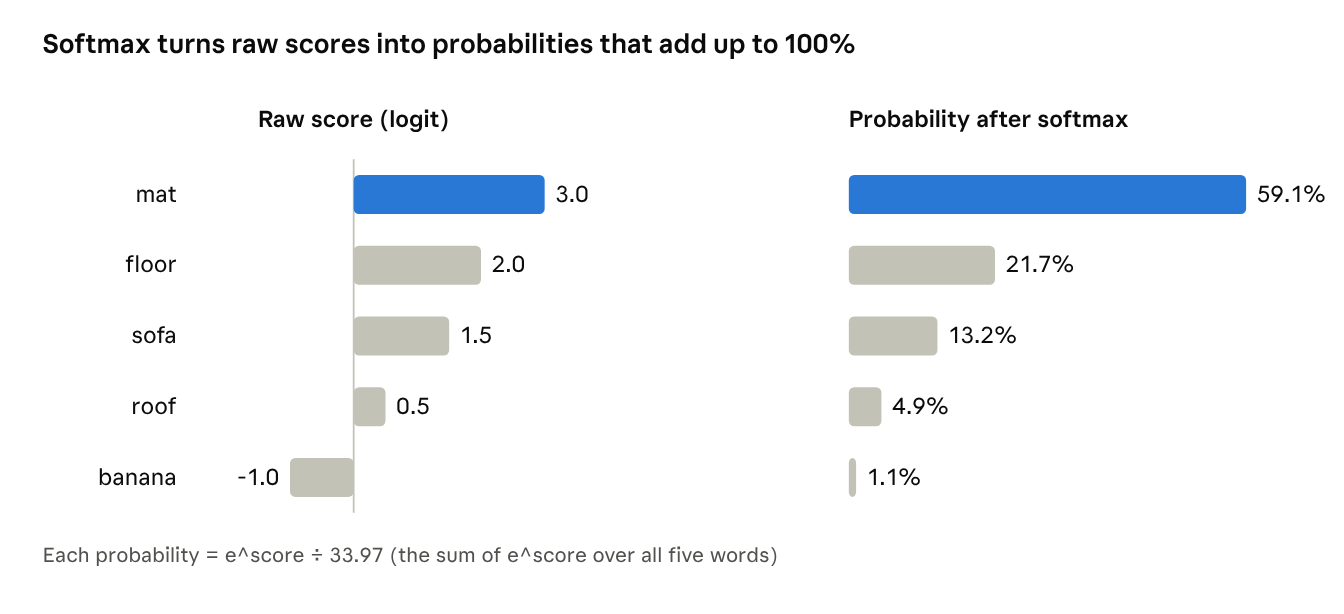 Softmax turns raw scores into probabilities that add up to 100%
Raw score (logit) Probability after softmax
mat 3.0 59.1%
floor 2.0 21.7%
sofa 1.5 13.2%
roof 0.5 4.9%
banana -1.0 1.1%
Each probability = e^score ÷ 33.97 (the sum of e^score over all five words)